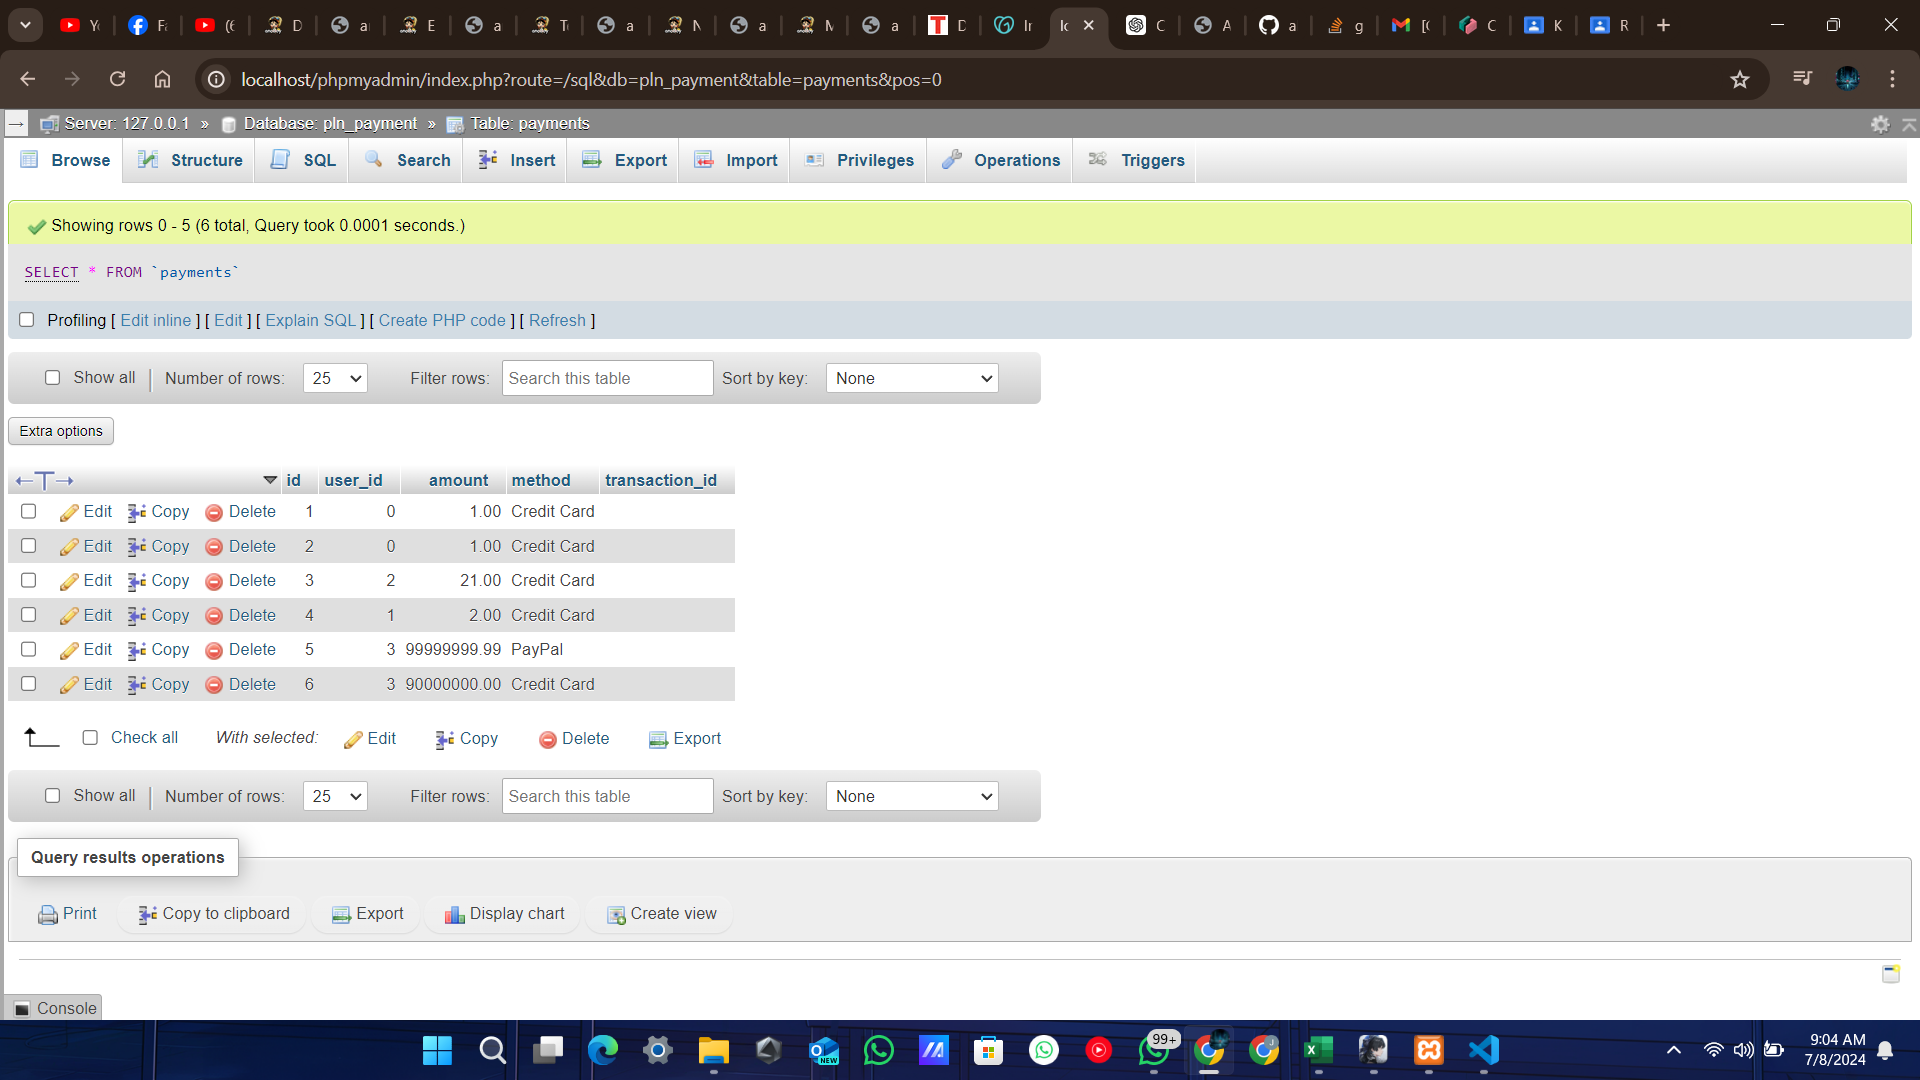 Yo
Fa
(6
D
a
E
a
To
a
N
a
M
a
D
In
lo
C
A
a
g
[C
C
K
R
localhost/phpmyadmin/index.php?route=/sql&db=pln_payment&table=payments&pos=0
Server: 127.0.0.1 » Database: pln_payment » Table: payments
Browse Structure SQL Search Insert Export Import Privileges Operations Triggers
Showing rows 0 - 5 (6 total, Query took 0.0001 seconds.)
SELECT * FROM `payments`
Profiling [ Edit inline ] [ Edit ] [ Explain SQL ] [ Create PHP code ] [ Refresh ]
Show all | Number of rows: 25 Filter rows: Search this table Sort by key: None
Extra options
←T→ id user_id amount method transaction_id
Edit Copy Delete 1 0 1.00 Credit Card
Edit Copy Delete 2 0 1.00 Credit Card
Edit Copy Delete 3 2 21.00 Credit Card
Edit Copy Delete 4 1 2.00 Credit Card
Edit Copy Delete 5 3 99999999.99 PayPal
Edit Copy Delete 6 3 90000000.00 Credit Card
Check all With selected: Edit Copy Delete Export
Show all | Number of rows: 25 Filter rows: Search this table Sort by key: None
Query results operations
Print Copy to clipboard Export Display chart Create view
Console
NEW
99+
9:04 AM
7/8/2024